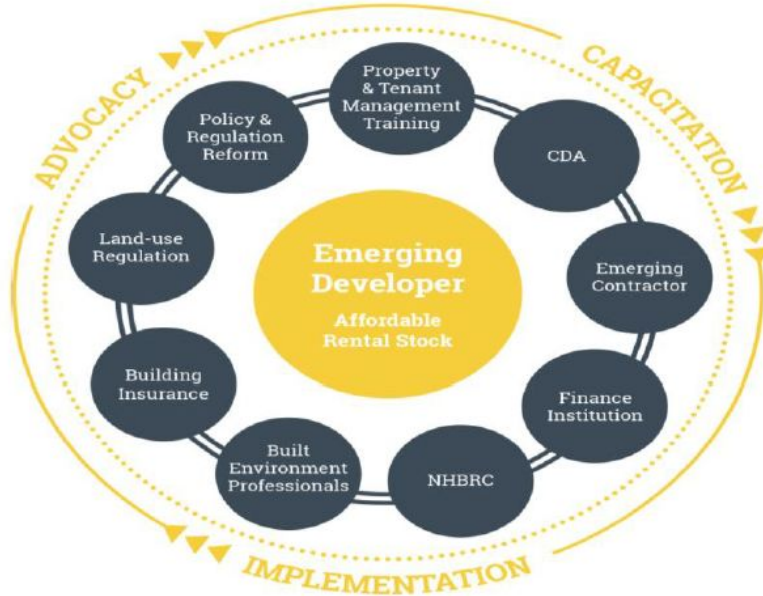 ADVOCACY
CAPACITATION
IMPLEMENTATION
Property
& Tenant
Management
Training
CDA
Emerging
Contractor
Finance
Institution
NHBRC
Built
Environment
Professionals
Building
Insurance
Land-use
Regulation
Policy &
Regulation
Reform
Emerging
Developer
Affordable
Rental Stock